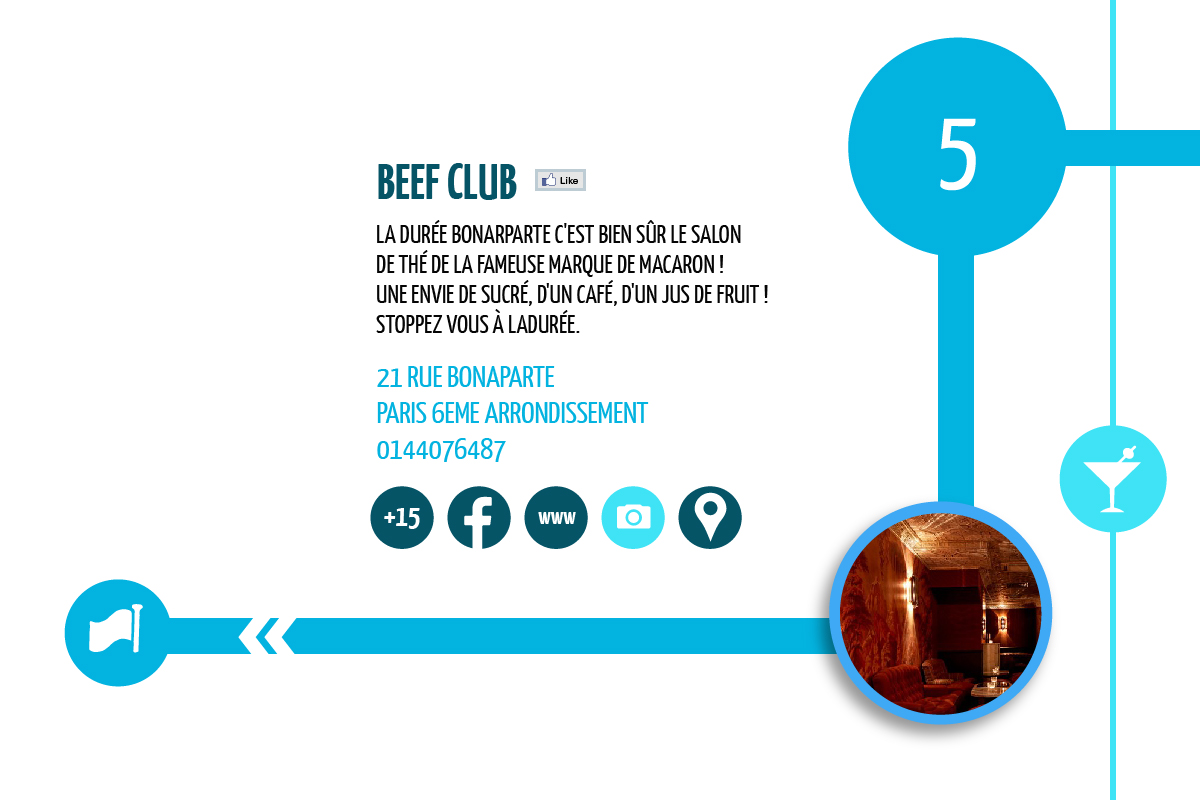 5
BEEF CLUB
Like
LA DURÉE BONARPARTE C'EST BIEN SÛR LE SALON
DE THÉ DE LA FAMEUSE MARQUE DE MACARON !
UNE ENVIE DE SUCRÉ, D'UN CAFÉ, D'UN JUS DE FRUIT !
STOPPEZ VOUS À LADURÉE.
21 RUE BONAPARTE
PARIS 6EME ARRONDISSEMENT
0144076487
+15
WWW